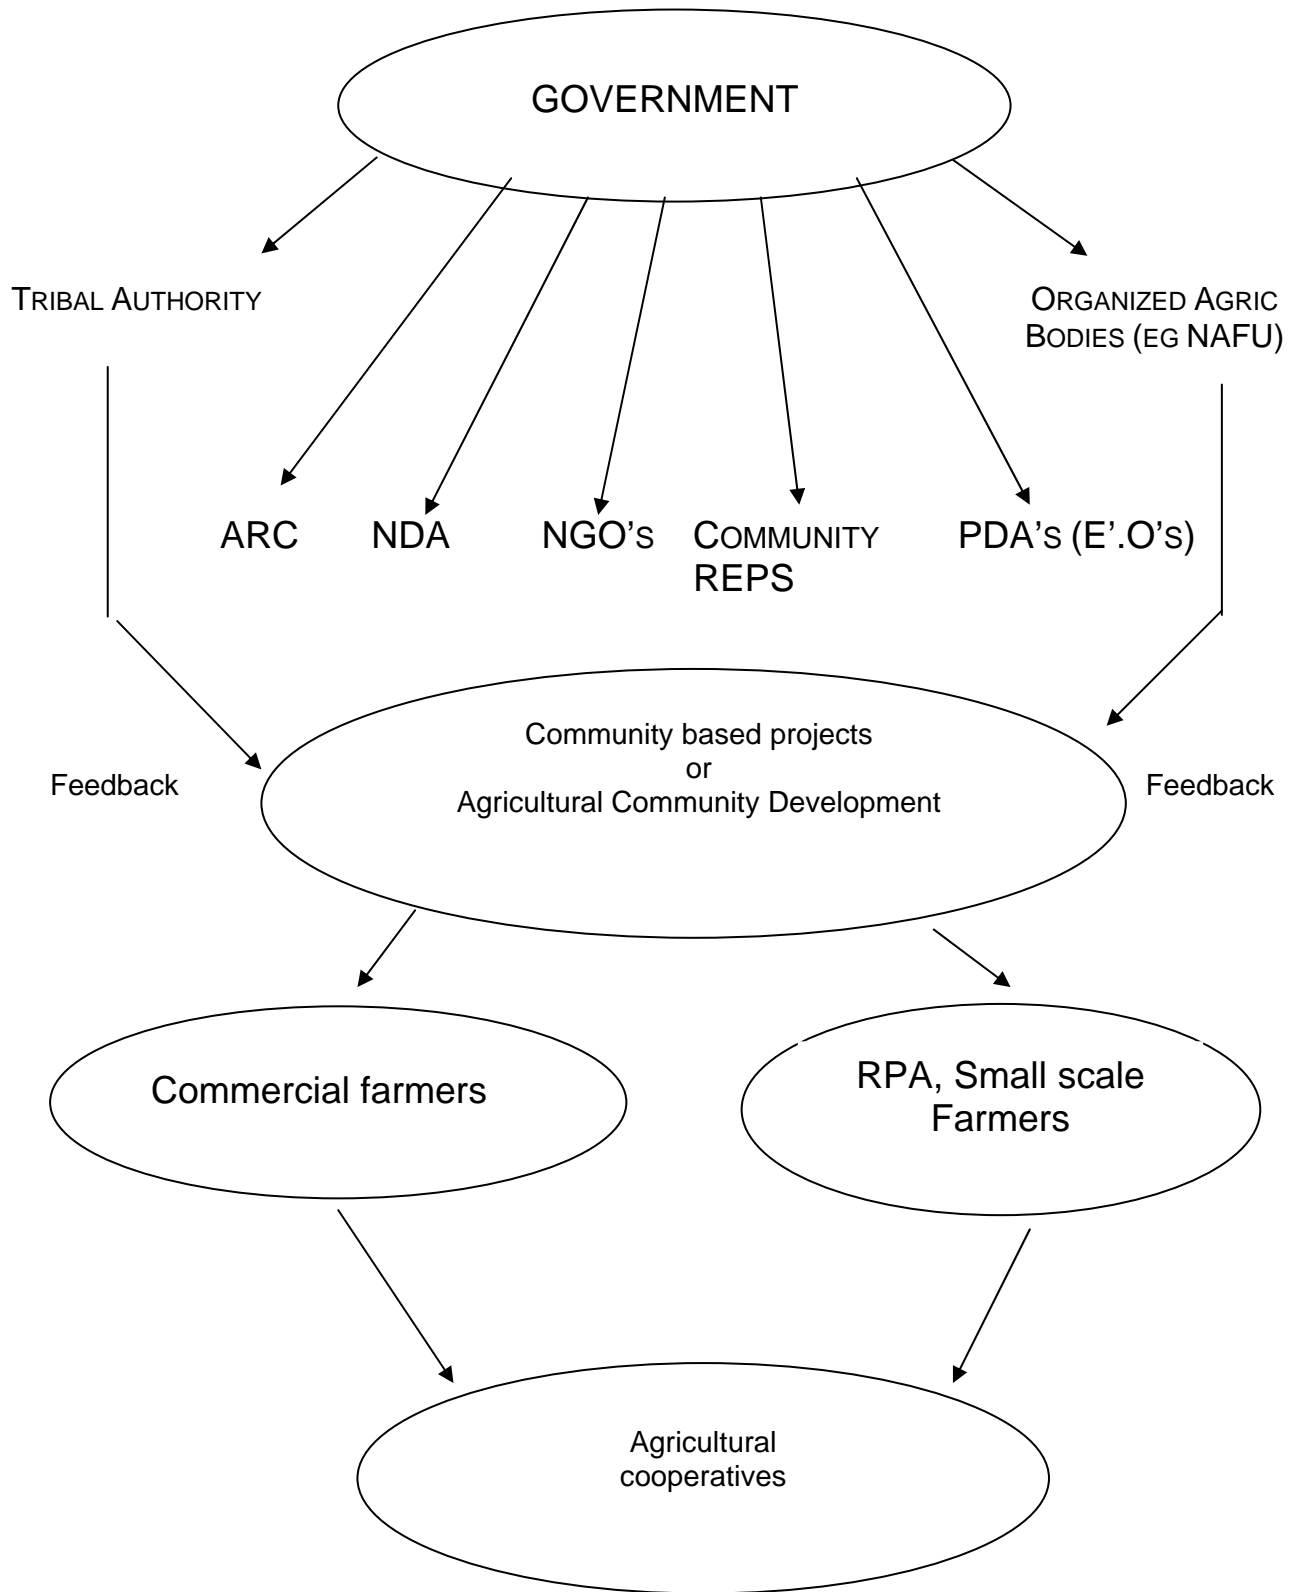 GOVERNMENT
TRIBAL AUTHORITY
ORGANIZED AGRIC
BODIES (EG NAFU)
ARC
NDA
NGO'S
COMMUNITY
REPS
PDA'S (E'.O'S)
Community based projects
or
Agricultural Community Development
Feedback
Feedback
Commercial farmers
RPA, Small scale
Farmers
Agricultural
cooperatives